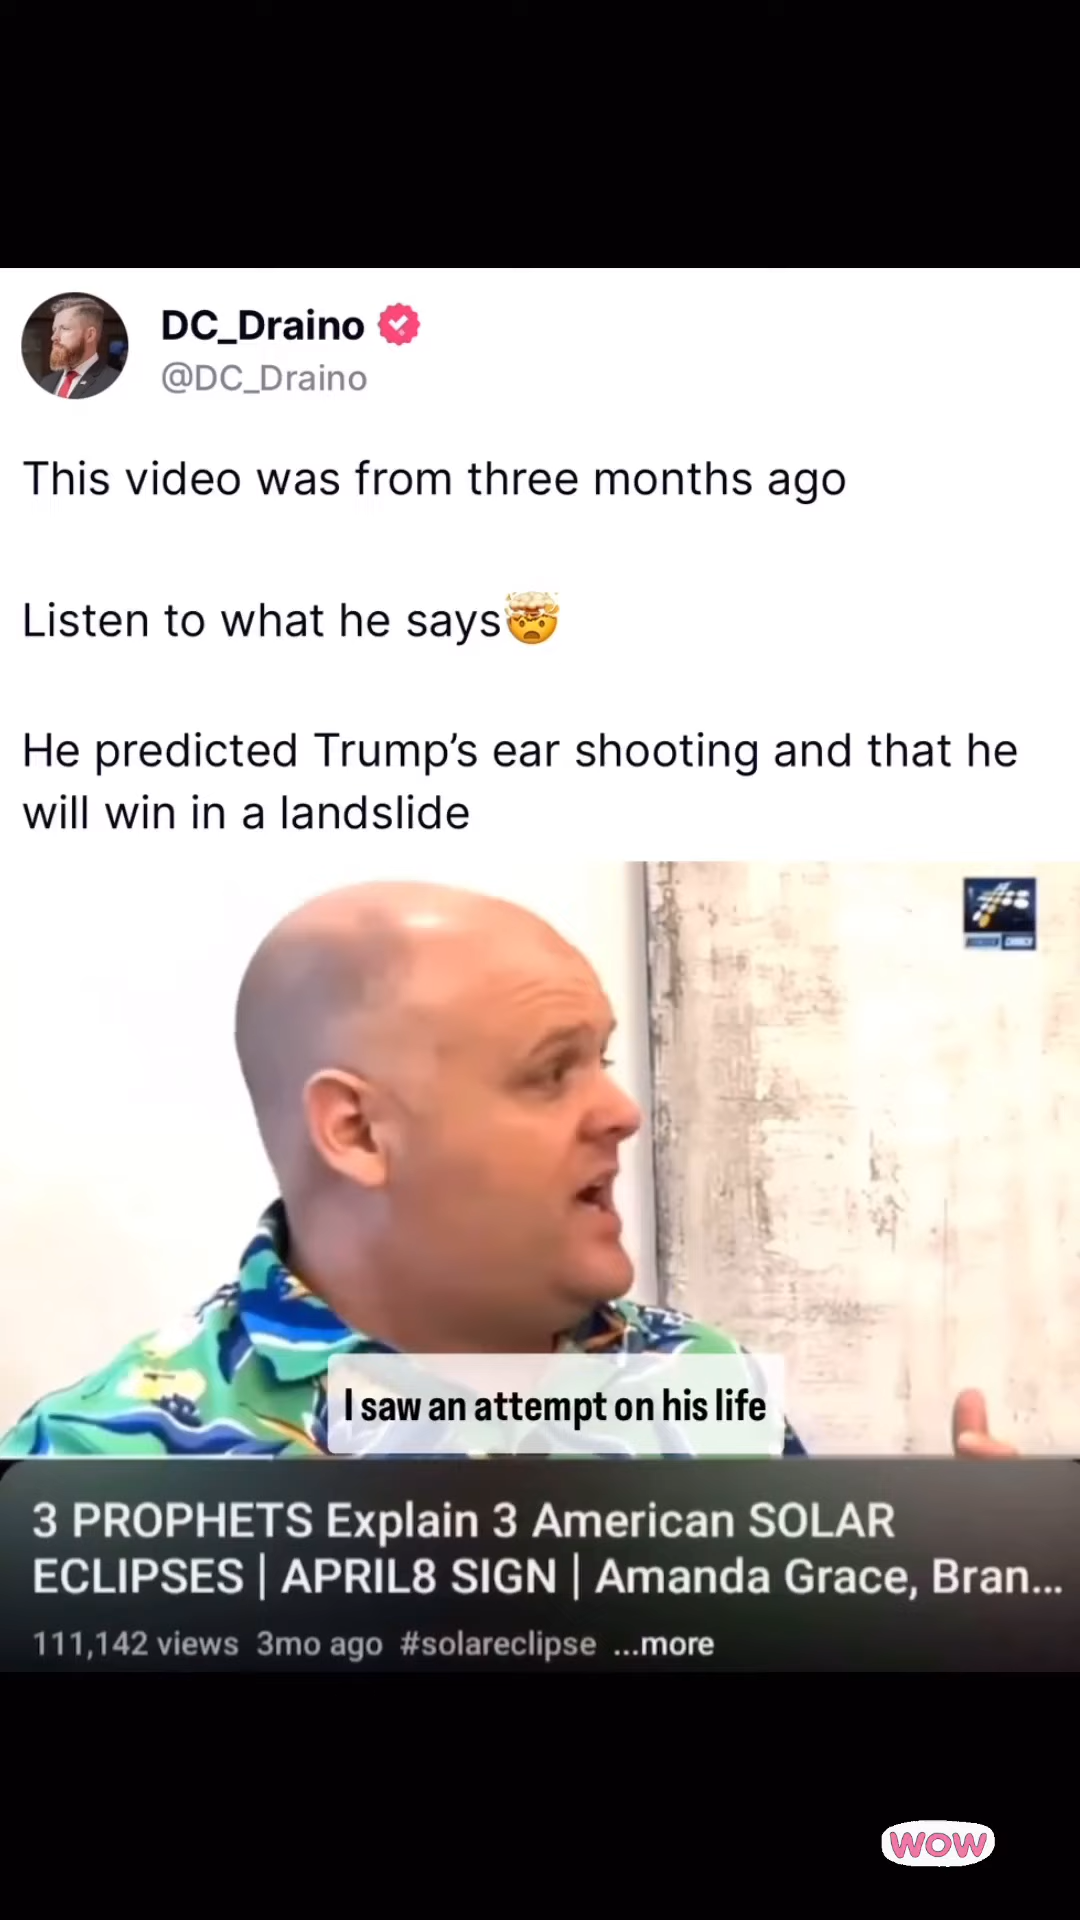 DC_Draino
@DC_Draino
This video was from three months ago
Listen to what he says🤯
He predicted Trump’s ear shooting and that he
will win in a landslide
I saw an attempt on his life
3 PROPHETS Explain 3 American SOLAR
ECLIPSES | APRIL8 SIGN | Amanda Grace, Bran...
111,142 views 3mo ago #solareclipse ...more
WOW